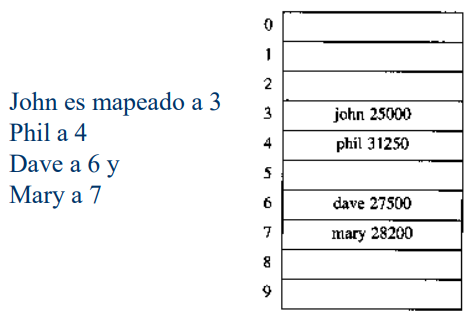 John es mapeado a 3
Phil a 4
Dave a 6 y
Mary a 7
0
1
2
3 john 25000
4 phil 31250
5
6 dave 27500
7 mary 28200
8
9